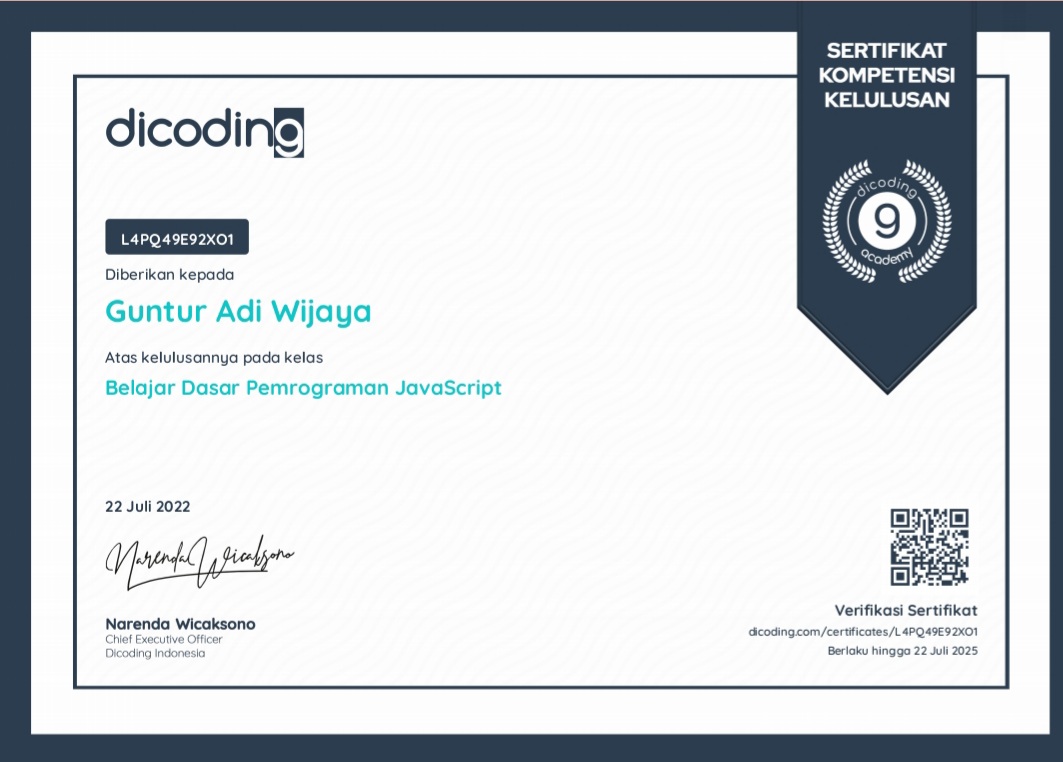 SERTIFIKAT
KOMPETENSI
KELULUSAN
dicoding
dicoding
9
academy
L4PQ49E92XO1
Diberikan kepada
Guntur Adi Wijaya
Atas kelulusannya pada kelas
Belajar Dasar Pemrograman JavaScript
22 Juli 2022
Narenda Wicaksono
Narenda Wicaksono
Chief Executive Officer
Dicoding Indonesia
Verifikasi Sertifikat
dicoding.com/certificates/L4PQ49E92XO1
Berlaku hingga 22 Juli 2025